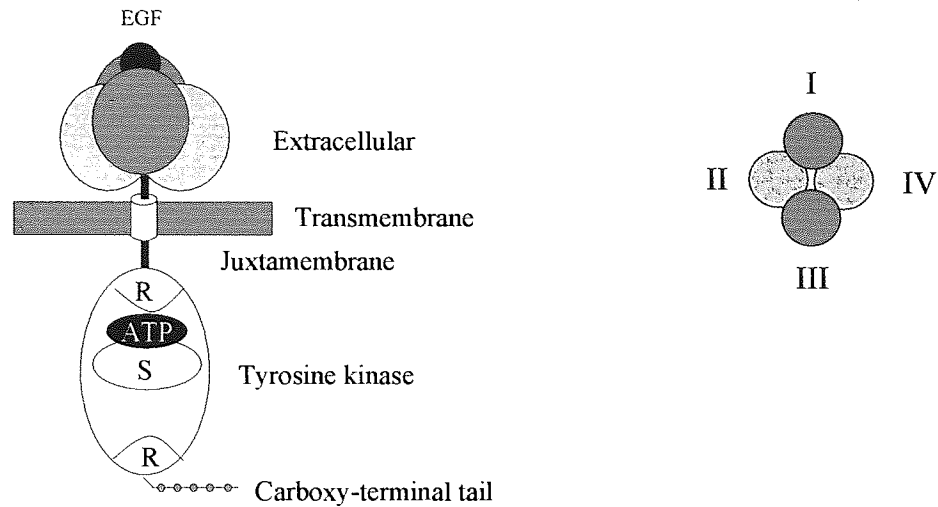 EGF
Extracellular
Transmembrane
Juxtamembrane
R
ATP
S
Tyrosine kinase
R
Carboxy-terminal tail
I
II
IV
III